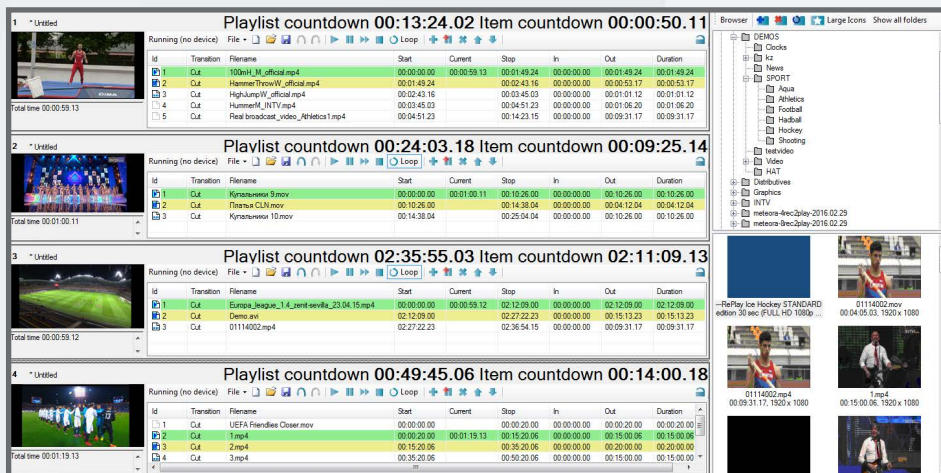 1 * Untitled
Playlist countdown 00:13:24.02 Item countdown 00:00:50.11
Running (no device) File Loop
Id Transition Filename Start Current Stop In Out Duration
1 Cut 100mH_M_official.mp4 00:00:00.00 00:00:59.13 00:01:49.24 00:00:00.00 00:01:49.24 00:01:49.24
2 Cut HammerThrowW_official.mp4 00:01:49.24 00:02:43.16 00:00:00.00 00:00:53.17 00:00:53.17
3 Cut HighJumpW_official.mp4 00:02:43.16 00:03:45.03 00:00:00.00 00:01:01.12 00:01:01.12
4 Cut HummerM_INTV.mp4 00:03:45.03 00:04:51.23 00:00:00.00 00:01:06.20 00:01:06.20
5 Cut Real broadcast_video_Athletics1.mp4 00:04:51.23 00:14:23.15 00:00:00.00 00:09:31.17 00:09:31.17
Total time 00:00:59.13
2 * Untitled
Playlist countdown 00:24:03.18 Item countdown 00:09:25.14
Running (no device) File Loop
Id Transition Filename Start Current Stop In Out Duration
1 Cut Купальники 9.mov 00:00:00.00 00:01:00.11 00:10:26.00 00:00:00.00 00:10:26.00 00:10:26.00
2 Cut Платья CLN.mov 00:10:26.00 00:14:38.04 00:00:00.00 00:04:12.04 00:04:12.04
3 Cut Купальники 10.mov 00:14:38.04 00:25:04.04 00:00:00.00 00:10:26.00 00:10:26.00
Total time 00:01:00.11
3 * Untitled
Playlist countdown 02:35:55.03 Item countdown 02:11:09.13
Running (no device) File Loop
Id Transition Filename Start Current Stop In Out Duration
1 Cut Europa_league_1.4_zenit-sevilla_23.04.15.mp4 00:00:00.00 00:00:59.12 02:12:09.00 00:00:00.00 02:12:09.00 02:12:09.00
2 Cut Demo.avi 02:12:09.00 02:27:22.23 00:00:00.00 00:15:13.23 00:15:13.23
3 Cut 01114002.mp4 02:27:22.23 02:36:54.15 00:00:00.00 00:09:31.17 00:09:31.17
Total time 00:00:59.12
4 * Untitled
Playlist countdown 00:49:45.06 Item countdown 00:14:00.18
Running (no device) File Loop
Id Transition Filename Start Current Stop In Out Duration
1 Cut UEFA Friendlies Closer.mov 00:00:00.00 00:00:20.00 00:00:00.00 00:00:20.00 00:00:20.00
2 Cut 1.mp4 00:00:20.00 00:01:19.13 00:15:20.06 00:00:00.00 00:15:00.06 00:15:00.06
3 Cut 2.mp4 00:15:20.06 00:35:20.06 00:00:00.00 00:20:00.00 00:20:00.00
4 Cut 3.mp4 00:35:20.06 00:50:20.06 00:00:00.00 00:15:00.00 00:15:00.00
Total time 00:01:19.13
Browser Large Icons Show all folders
DEMOS
Clocks
kz
News
SPORT
Aqua
Athletics
Football
Hadball
Hockey
Shooting
testvideo
Video
HAT
Distributives
Graphics
INTV
meteora-4rec2play-2016.02.29
meteora-8rec2play-2016.02.29
---RePlay Ice Hockey STANDARD
edition 30 sec (FULL HD 1080p ...
01114002.mov
00:04:05.03, 1920 x 1080
01114002.mp4
00:09:31.17, 1920 x 1080
1.mp4
00:15:00.06, 1920 x 1080